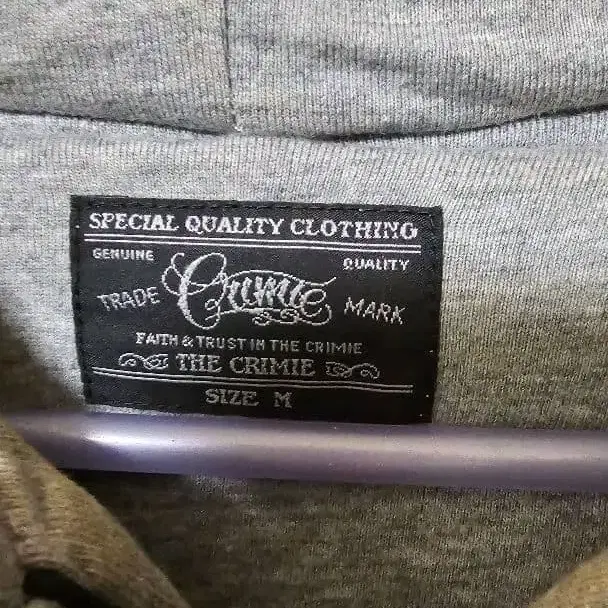 SPECIAL QUALITY CLOTHING
GENUINE QUALITY
TRADE Crimie MARK
FAITH & TRUST IN THE CRIMIE
THE CRIMIE
SIZE M